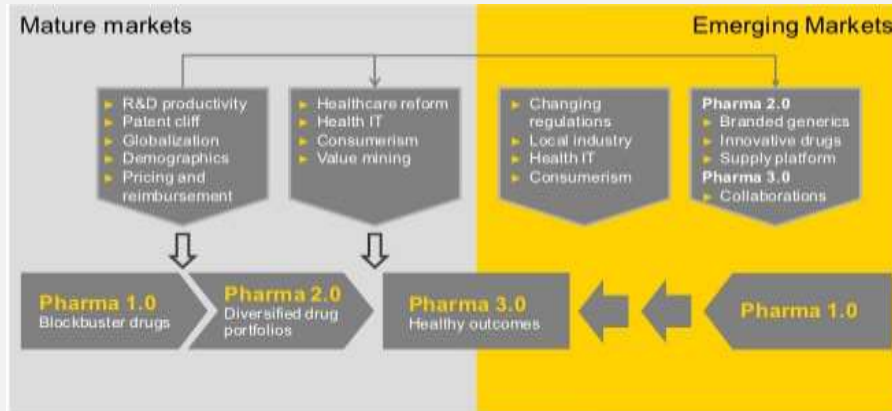 Mature markets
Emerging Markets
R&D productivity
Patent cliff
Globalization
Demographics
Pricing and
reimbursement
Healthcare reform
Health IT
Consumerism
Value mining
Changing
regulations
Local industry
Health IT
Consumerism
Pharma 2.0
Branded generics
Innovative drugs
Supply platform
Pharma 3.0
Collaborations
Pharma 1.0
Blockbuster drugs
Pharma 2.0
Diversified drug
portfolios
Pharma 3.0
Healthy outcomes
Pharma 1.0